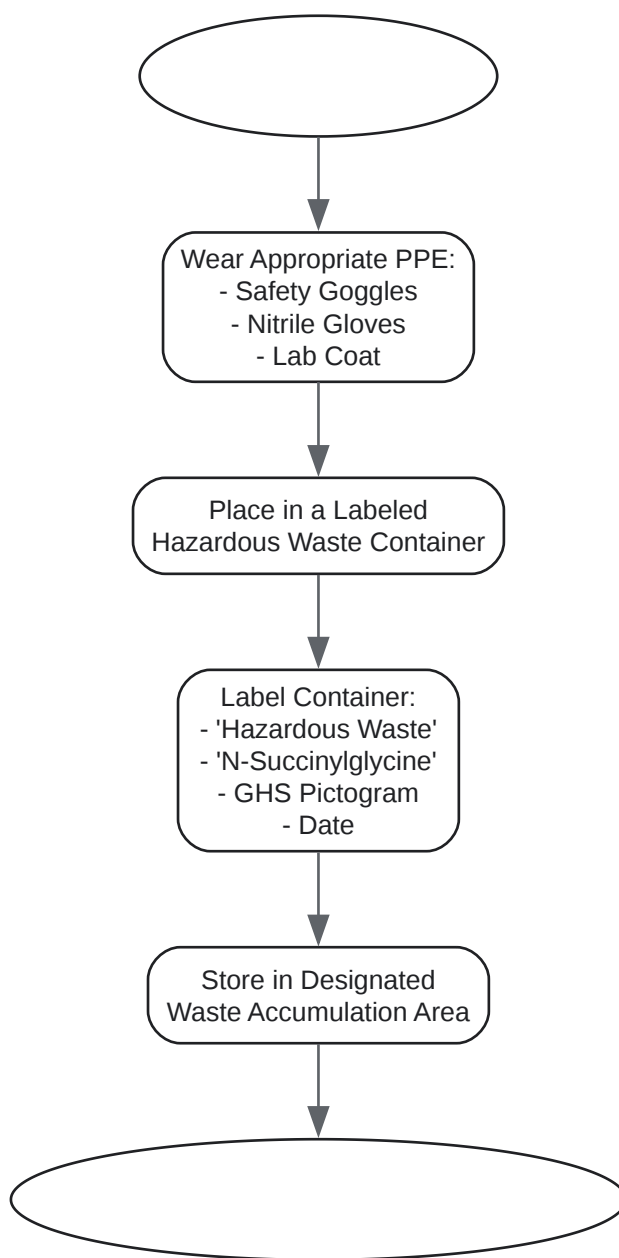 Wear Appropriate PPE:
- Safety Goggles
- Nitrile Gloves
- Lab Coat
Place in a Labeled
Hazardous Waste Container
Label Container:
- 'Hazardous Waste'
- 'N-Succinylglycine'
- GHS Pictogram
- Date
Store in Designated
Waste Accumulation Area